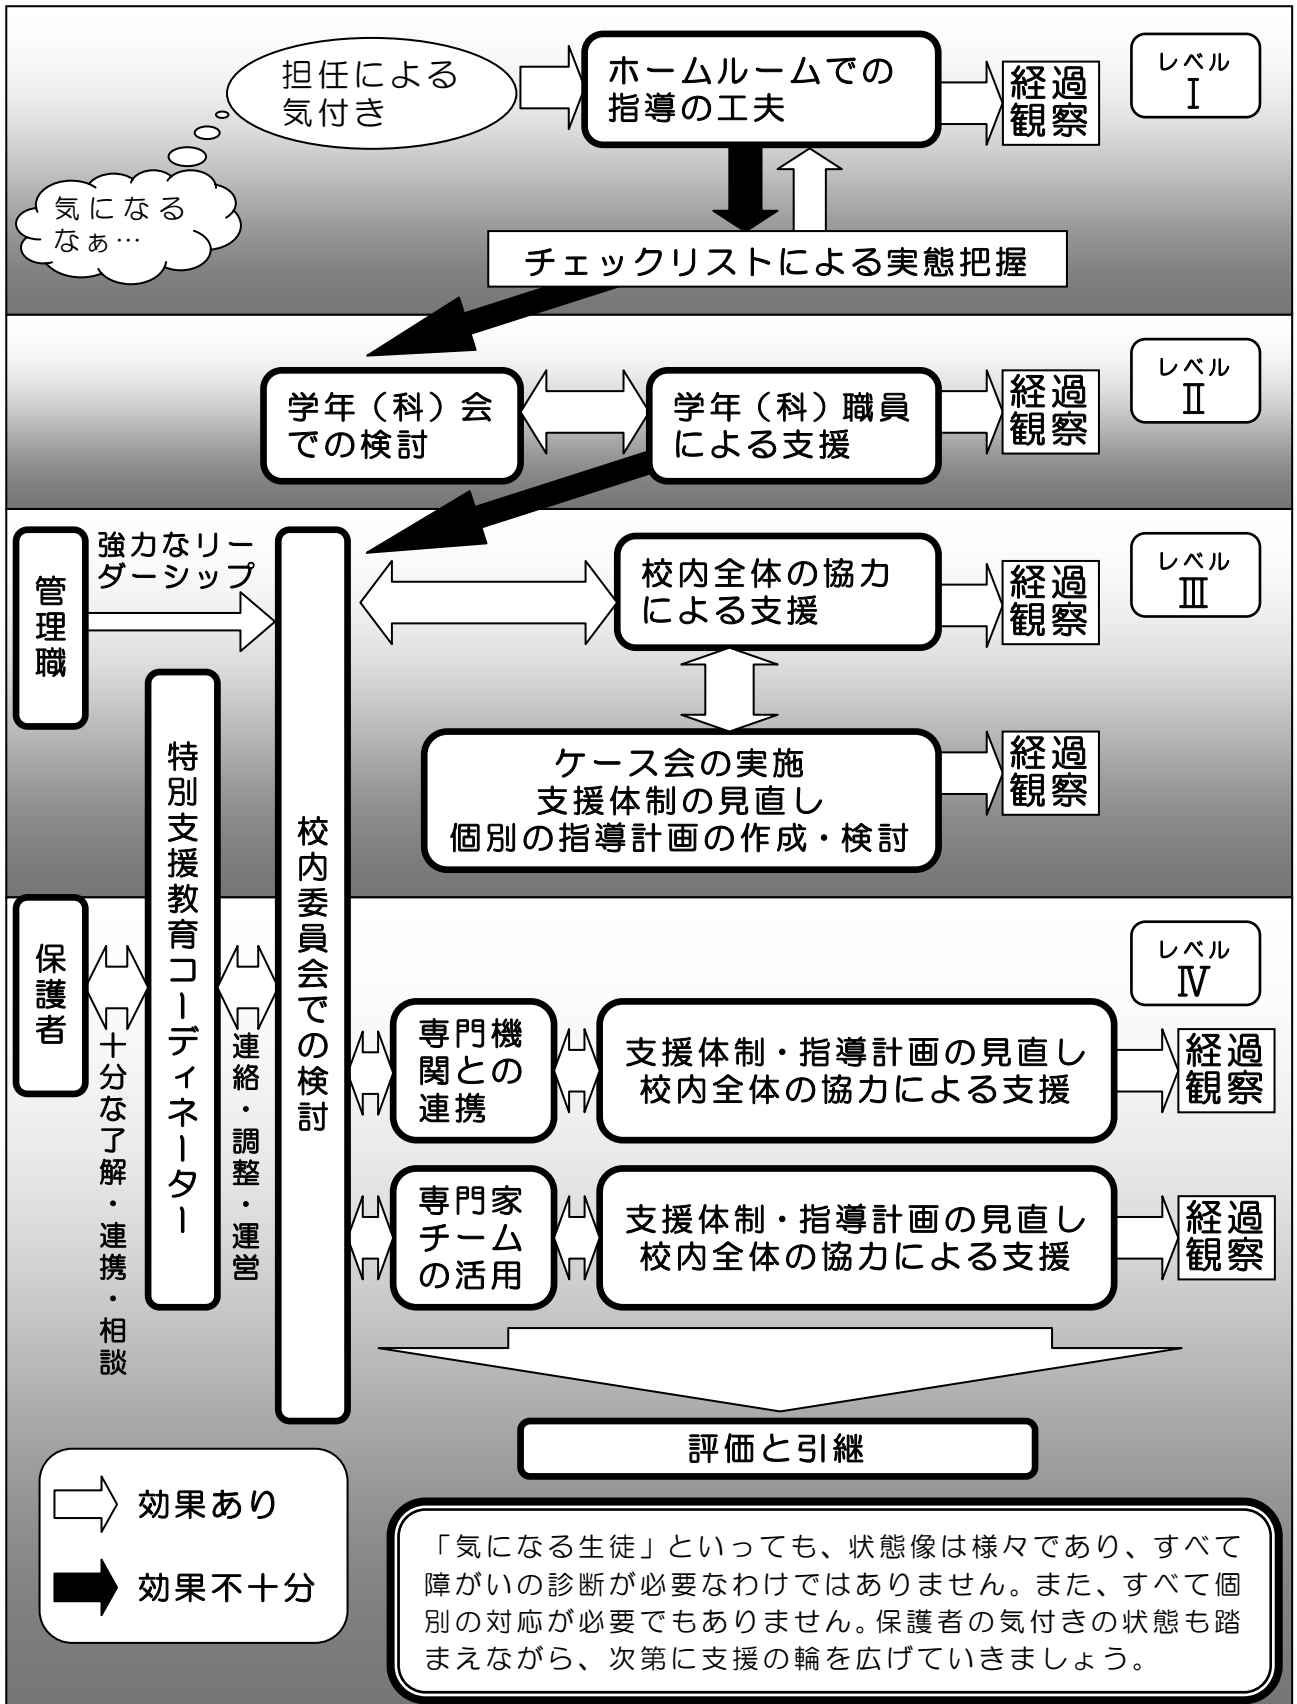 担任による
気付き
ホームルームでの
指導の工夫
経過
観察
レベル
Ⅰ
気になる
なぁ…
チェックリストによる実態把握
レベル
Ⅱ
学年（科）会
での検討
学年（科）職員
による支援
経過
観察
管理職
強力なリー
ダーシップ
校内全体の協力
による支援
経過
観察
レベル
Ⅲ
特別支援教育コーディネーター
校内委員会での検討
ケース会の実施
支援体制の見直し
個別の指導計画の作成・検討
経過
観察
保護者
十分な了解・連携・相談
連絡・調整・運営
レベル
Ⅳ
専門機
関との
連携
支援体制・指導計画の見直し
校内全体の協力による支援
経過
観察
専門家
チーム
の活用
支援体制・指導計画の見直し
校内全体の協力による支援
経過
観察
評価と引継
効果あり
効果不十分
「気になる生徒」といっても、状態像は様々であり、すべて
障がいの診断が必要なわけではありません。また、すべて個
別の対応が必要でもありません。保護者の気付きの状態も踏
まえながら、次第に支援の輪を広げていきましょう。